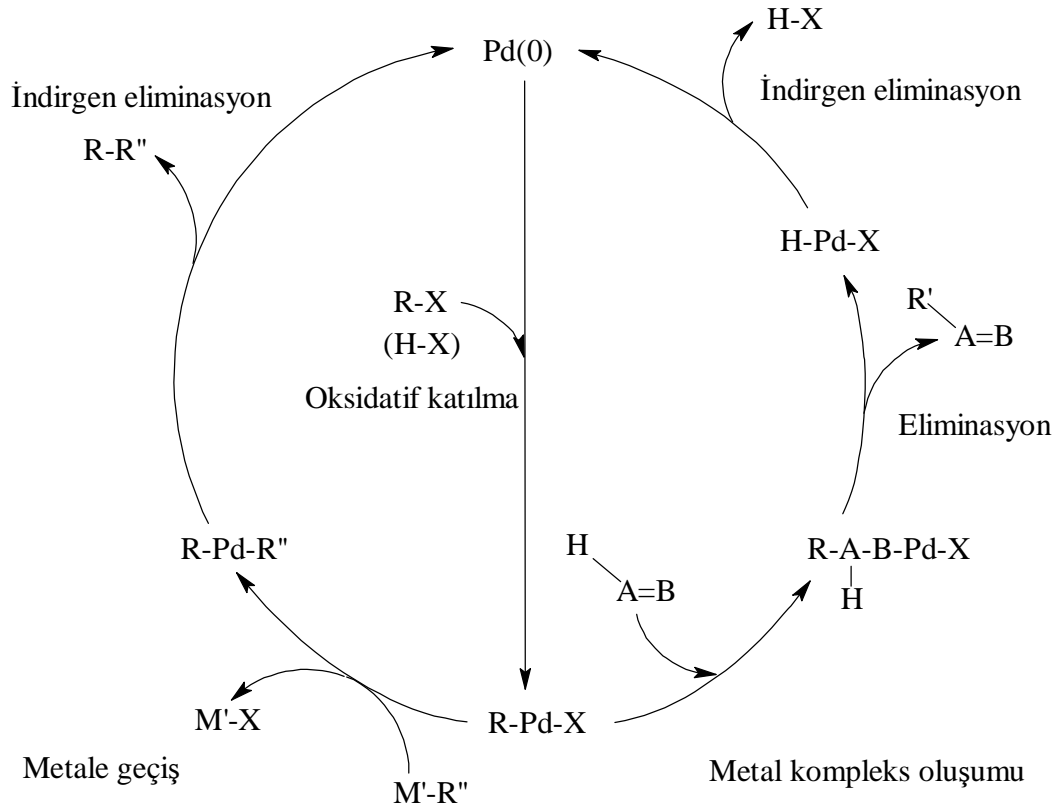 H-X
Pd(0)
İndirgen eliminasyon
İndirgen eliminasyon
R-R"
H-Pd-X
R'
A=B
R-X
(H-X)
Oksidatif katılma
Eliminasyon
R-Pd-R"
H
A=B
R-A-B-Pd-X
H
M'-X
R-Pd-X
Metale geçiş
M'-R"
Metal kompleks oluşumu